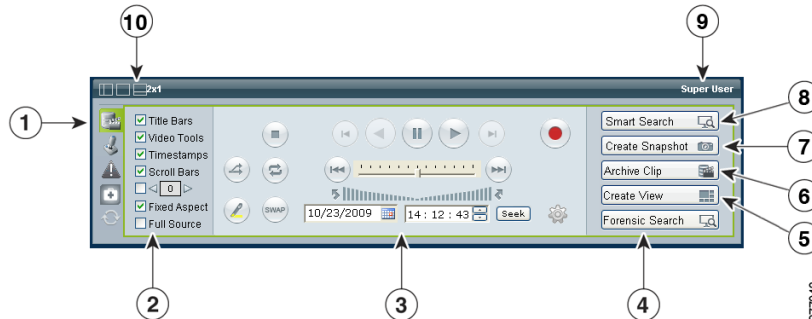 10
9
2x1
Super User
1
Title Bars
Video Tools
Timestamps
Scroll Bars
0
Fixed Aspect
Full Source
SWAP
10/23/2009
14 : 12 : 43
Seek
Smart Search
Create Snapshot
Archive Clip
Create View
Forensic Search
8
7
6
5
2
3
4